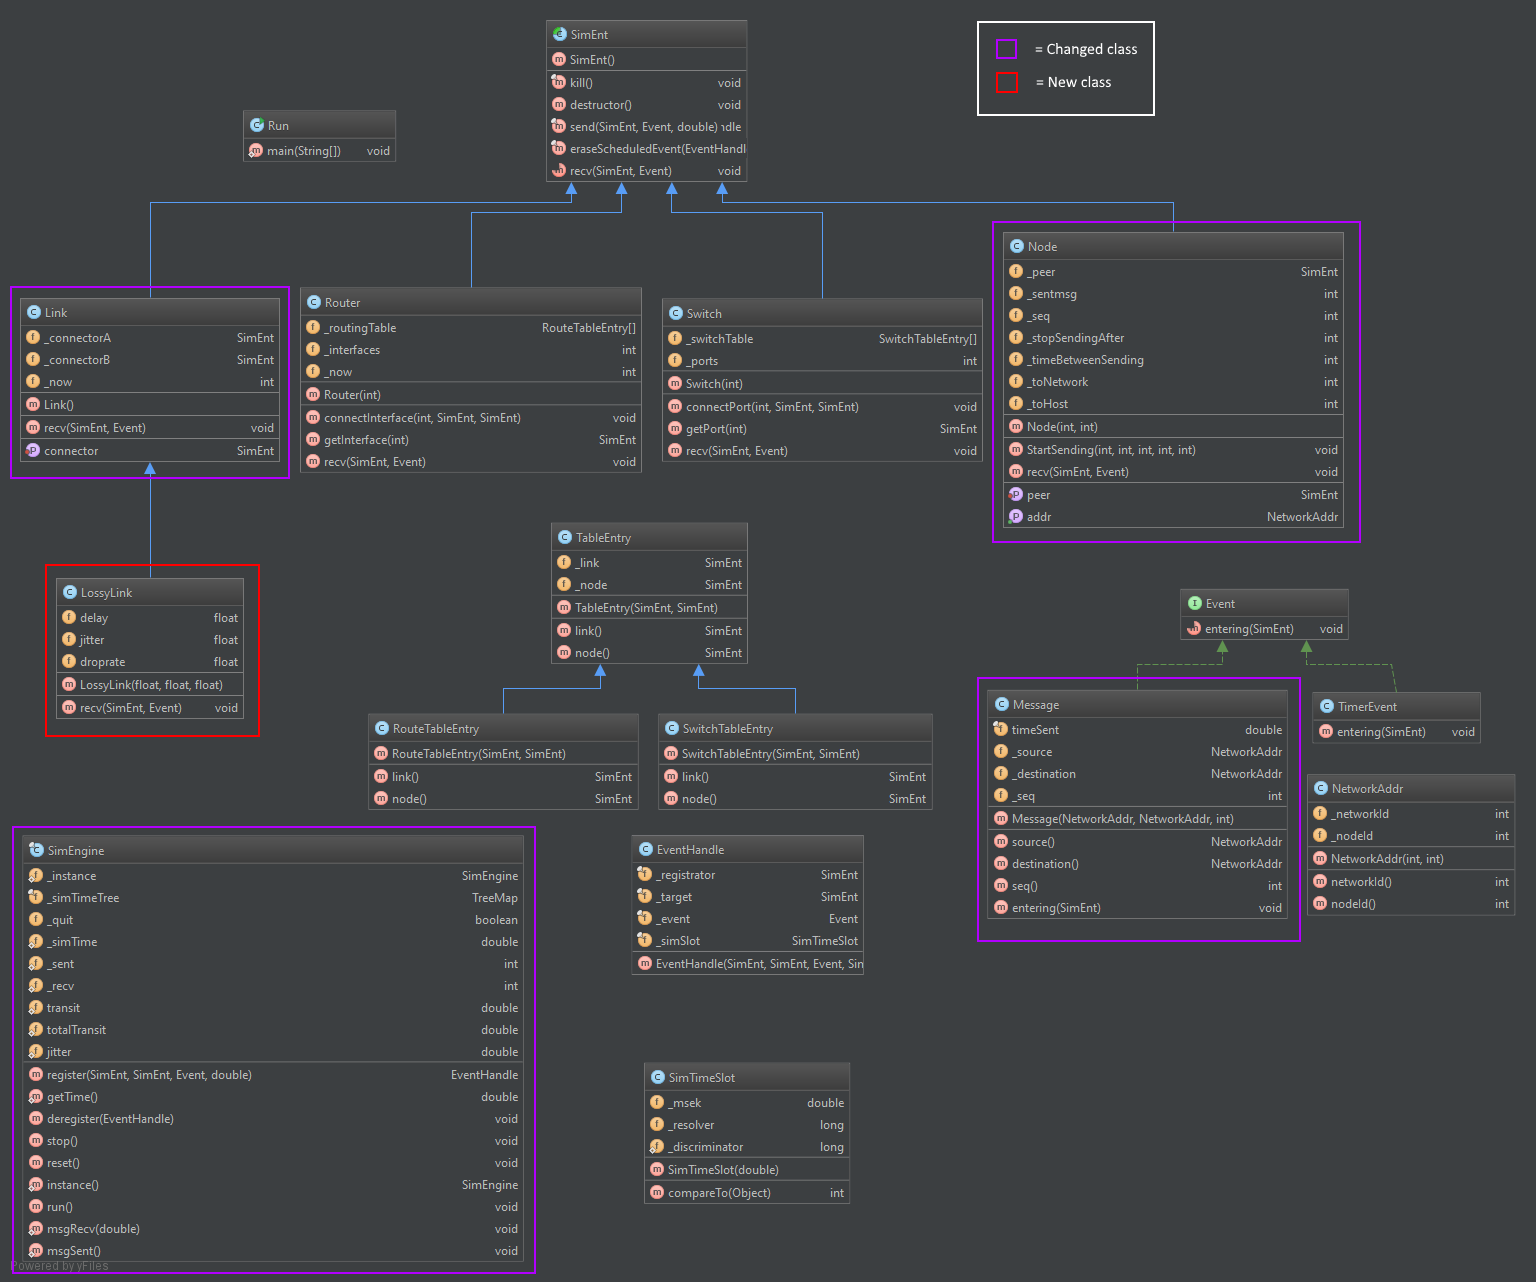 SimEnt
SimEnt()
kill() void
destructor() void
send(SimEnt, Event, double) ndle
eraseScheduledEvent(EventHandl
recv(SimEnt, Event) void
= Changed class
= New class
Run
main(String[]) void
Link
_connectorA SimEnt
_connectorB SimEnt
_now int
Link()
recv(SimEnt, Event) void
connector SimEnt
Router
_routingTable RouteTableEntry[]
_interfaces int
_now int
Router(int)
connectInterface(int, SimEnt, SimEnt) void
getInterface(int) SimEnt
recv(SimEnt, Event) void
Switch
_switchTable SwitchTableEntry[]
_ports int
Switch(int)
connectPort(int, SimEnt, SimEnt) void
getPort(int) SimEnt
recv(SimEnt, Event) void
Node
_peer SimEnt
_sentmsg int
_seq int
_stopSendingAfter int
_timeBetweenSending int
_toNetwork int
_toHost int
Node(int, int)
StartSending(int, int, int, int, int) void
recv(SimEnt, Event) void
peer SimEnt
addr NetworkAddr
LossyLink
delay float
jitter float
droprate float
LossyLink(float, float, float)
recv(SimEnt, Event) void
TableEntry
_link SimEnt
_node SimEnt
TableEntry(SimEnt, SimEnt)
link() SimEnt
node() SimEnt
Event
entering(SimEnt) void
RouteTableEntry
RouteTableEntry(SimEnt, SimEnt)
link() SimEnt
node() SimEnt
SwitchTableEntry
SwitchTableEntry(SimEnt, SimEnt)
link() SimEnt
node() SimEnt
Message
timeSent double
_source NetworkAddr
_destination NetworkAddr
_seq int
Message(NetworkAddr, NetworkAddr, int)
source() NetworkAddr
destination() NetworkAddr
seq() int
entering(SimEnt) void
TimerEvent
entering(SimEnt) void
NetworkAddr
_networkId int
_nodeId int
NetworkAddr(int, int)
networkId() int
nodeId() int
SimEngine
_instance SimEngine
_simTimeTree TreeMap
_quit boolean
_simTime double
_sent int
_recv int
transit double
totalTransit double
jitter double
register(SimEnt, SimEnt, Event, double) EventHandle
getTime() double
deregister(EventHandle) void
stop() void
reset() void
instance() SimEngine
run() void
msgRecv(double) void
msgSent() void
EventHandle
_registrator SimEnt
_target SimEnt
_event Event
_simSlot SimTimeSlot
EventHandle(SimEnt, SimEnt, Event, Sin
SimTimeSlot
_msek double
_resolver long
_discriminator long
SimTimeSlot(double)
compareTo(Object) int
Powered by yFiles